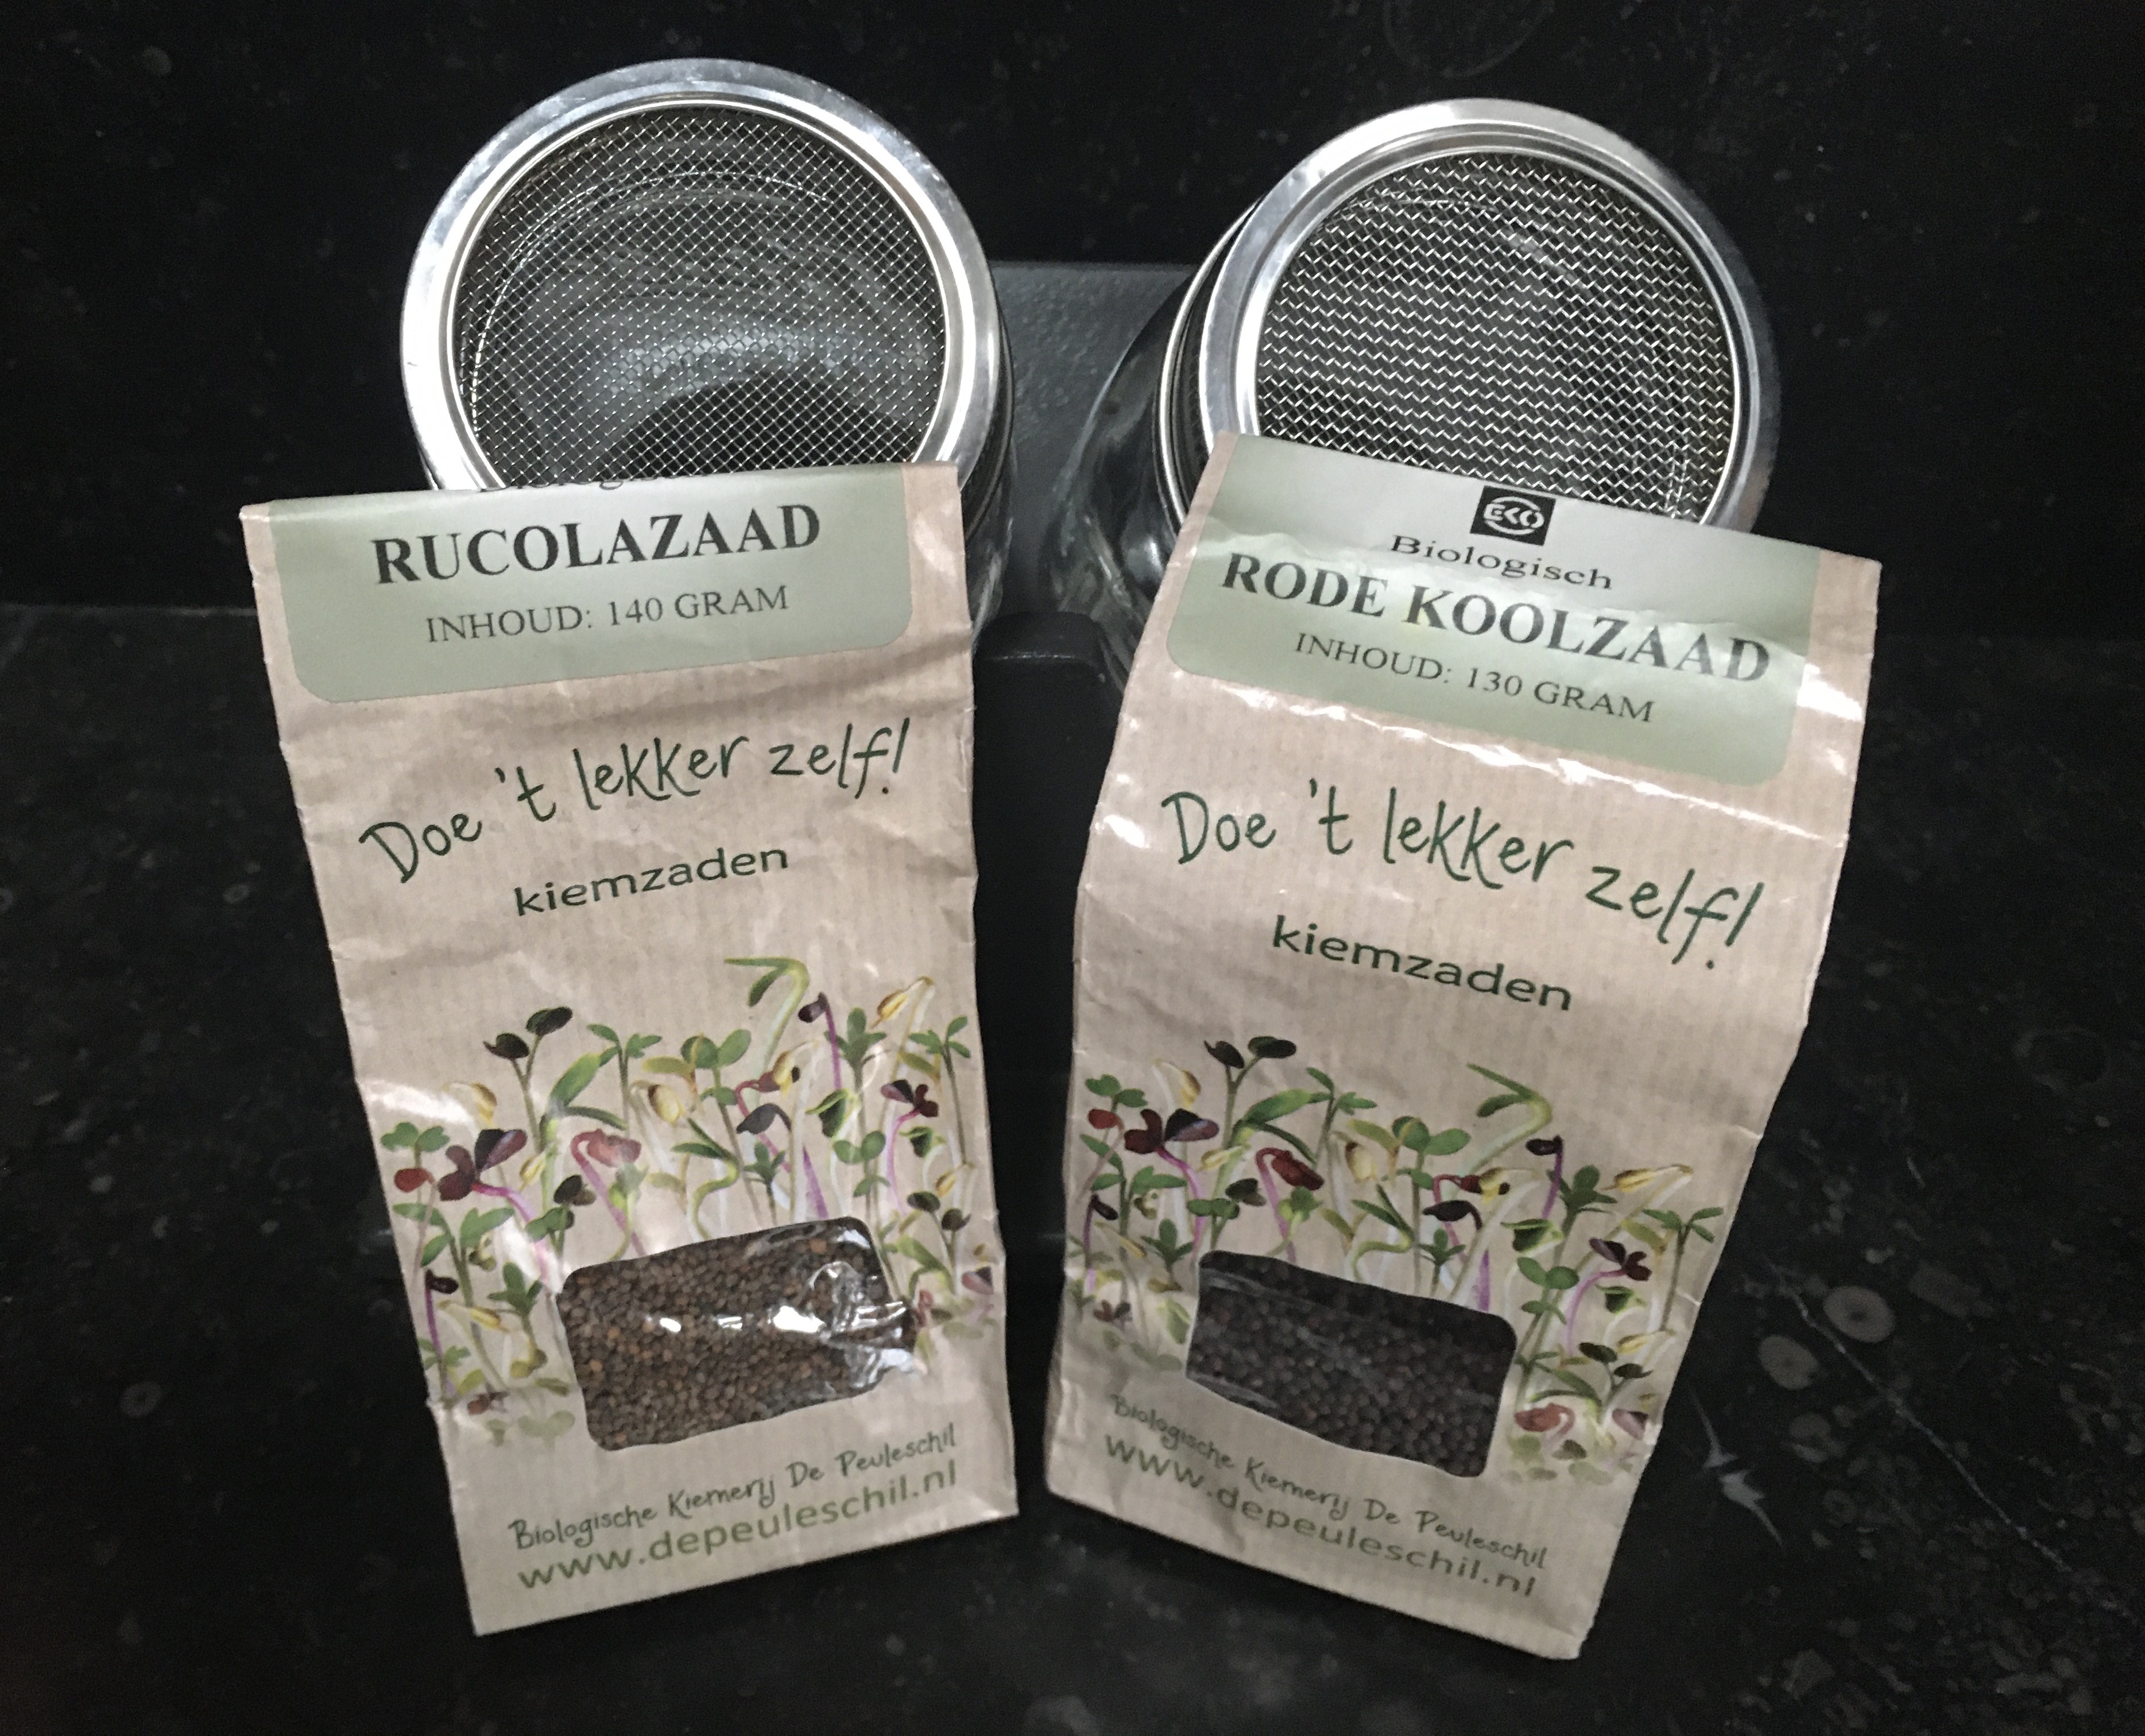 RUCOLAZAAD
INHOUD: 140 GRAM
Doe 't lekker zelf!
kiemzaden
Biologische Kiemerij De Peuleschil
www.depeuleschil.nl
EKO
Biologisch
RODE KOOLZAAD
INHOUD: 130 GRAM
Doe 't lekker zelf!
kiemzaden
Biologische Kiemerij De Peuleschil
www.depeuleschil.nl